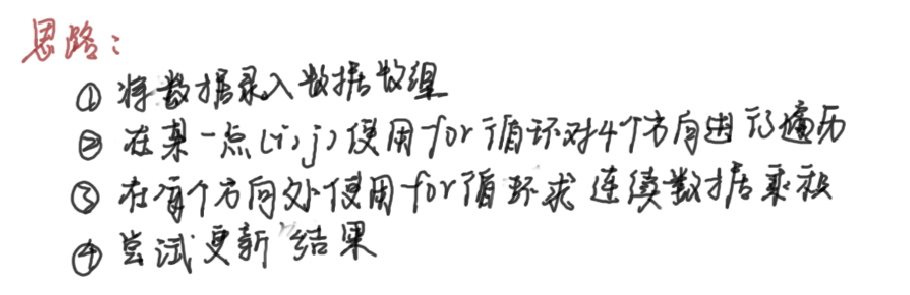 思路：
① 将数据录入数据数组
② 在某一点(i,j)使用for循环对4个方向进行遍历
③ 在每个方向处使用for循环求连续数据乘积
④ 尝试更新“结果